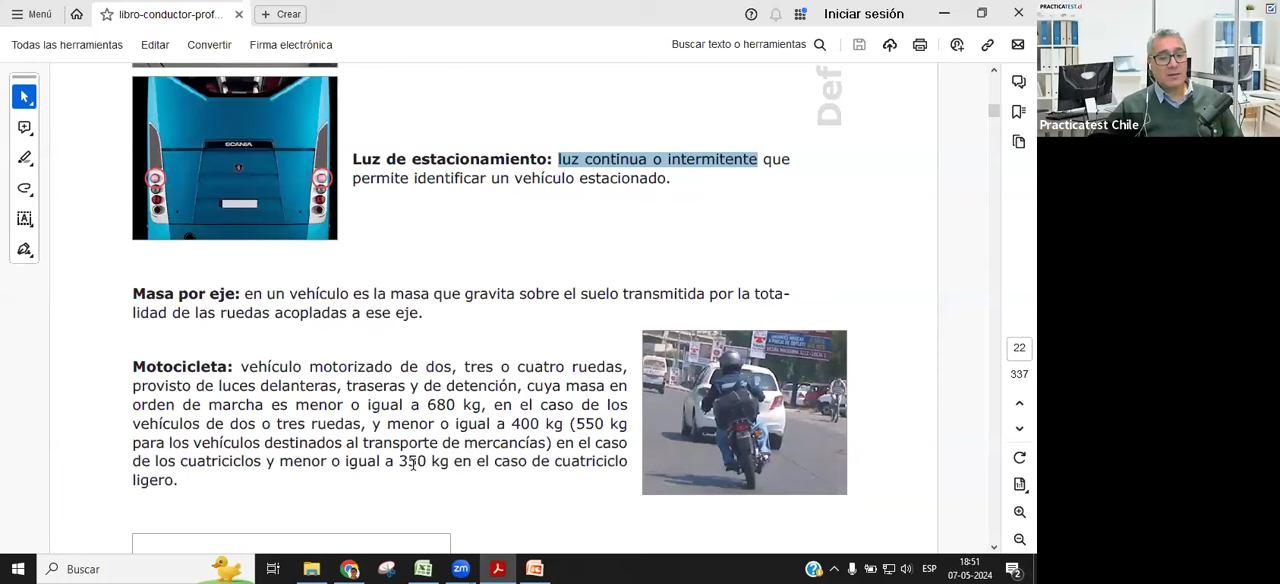 Menú
libro-conductor-prof...
Crear
Iniciar sesión
Todas las herramientas
Editar
Convertir
Firma electrónica
Buscar texto o herramientas
PRACTICATEST.cl
Practicatest Chile
Def
SCANIA
Luz de estacionamiento: luz continua o intermitente que
permite identificar un vehículo estacionado.
Masa por eje: en un vehículo es la masa que gravita sobre el suelo transmitida por la tota-
lidad de las ruedas acopladas a ese eje.
Motocicleta: vehículo motorizado de dos, tres o cuatro ruedas,
provisto de luces delanteras, traseras y de detención, cuya masa en
orden de marcha es menor o igual a 680 kg, en el caso de los
vehículos de dos o tres ruedas, y menor o igual a 400 kg (550 kg
para los vehículos destinados al transporte de mercancías) en el caso
de los cuatriciclos y menor o igual a 350 kg en el caso de cuatriciclo
ligero.
22
337
Buscar
zm
ESP
18:51
07-05-2024
2